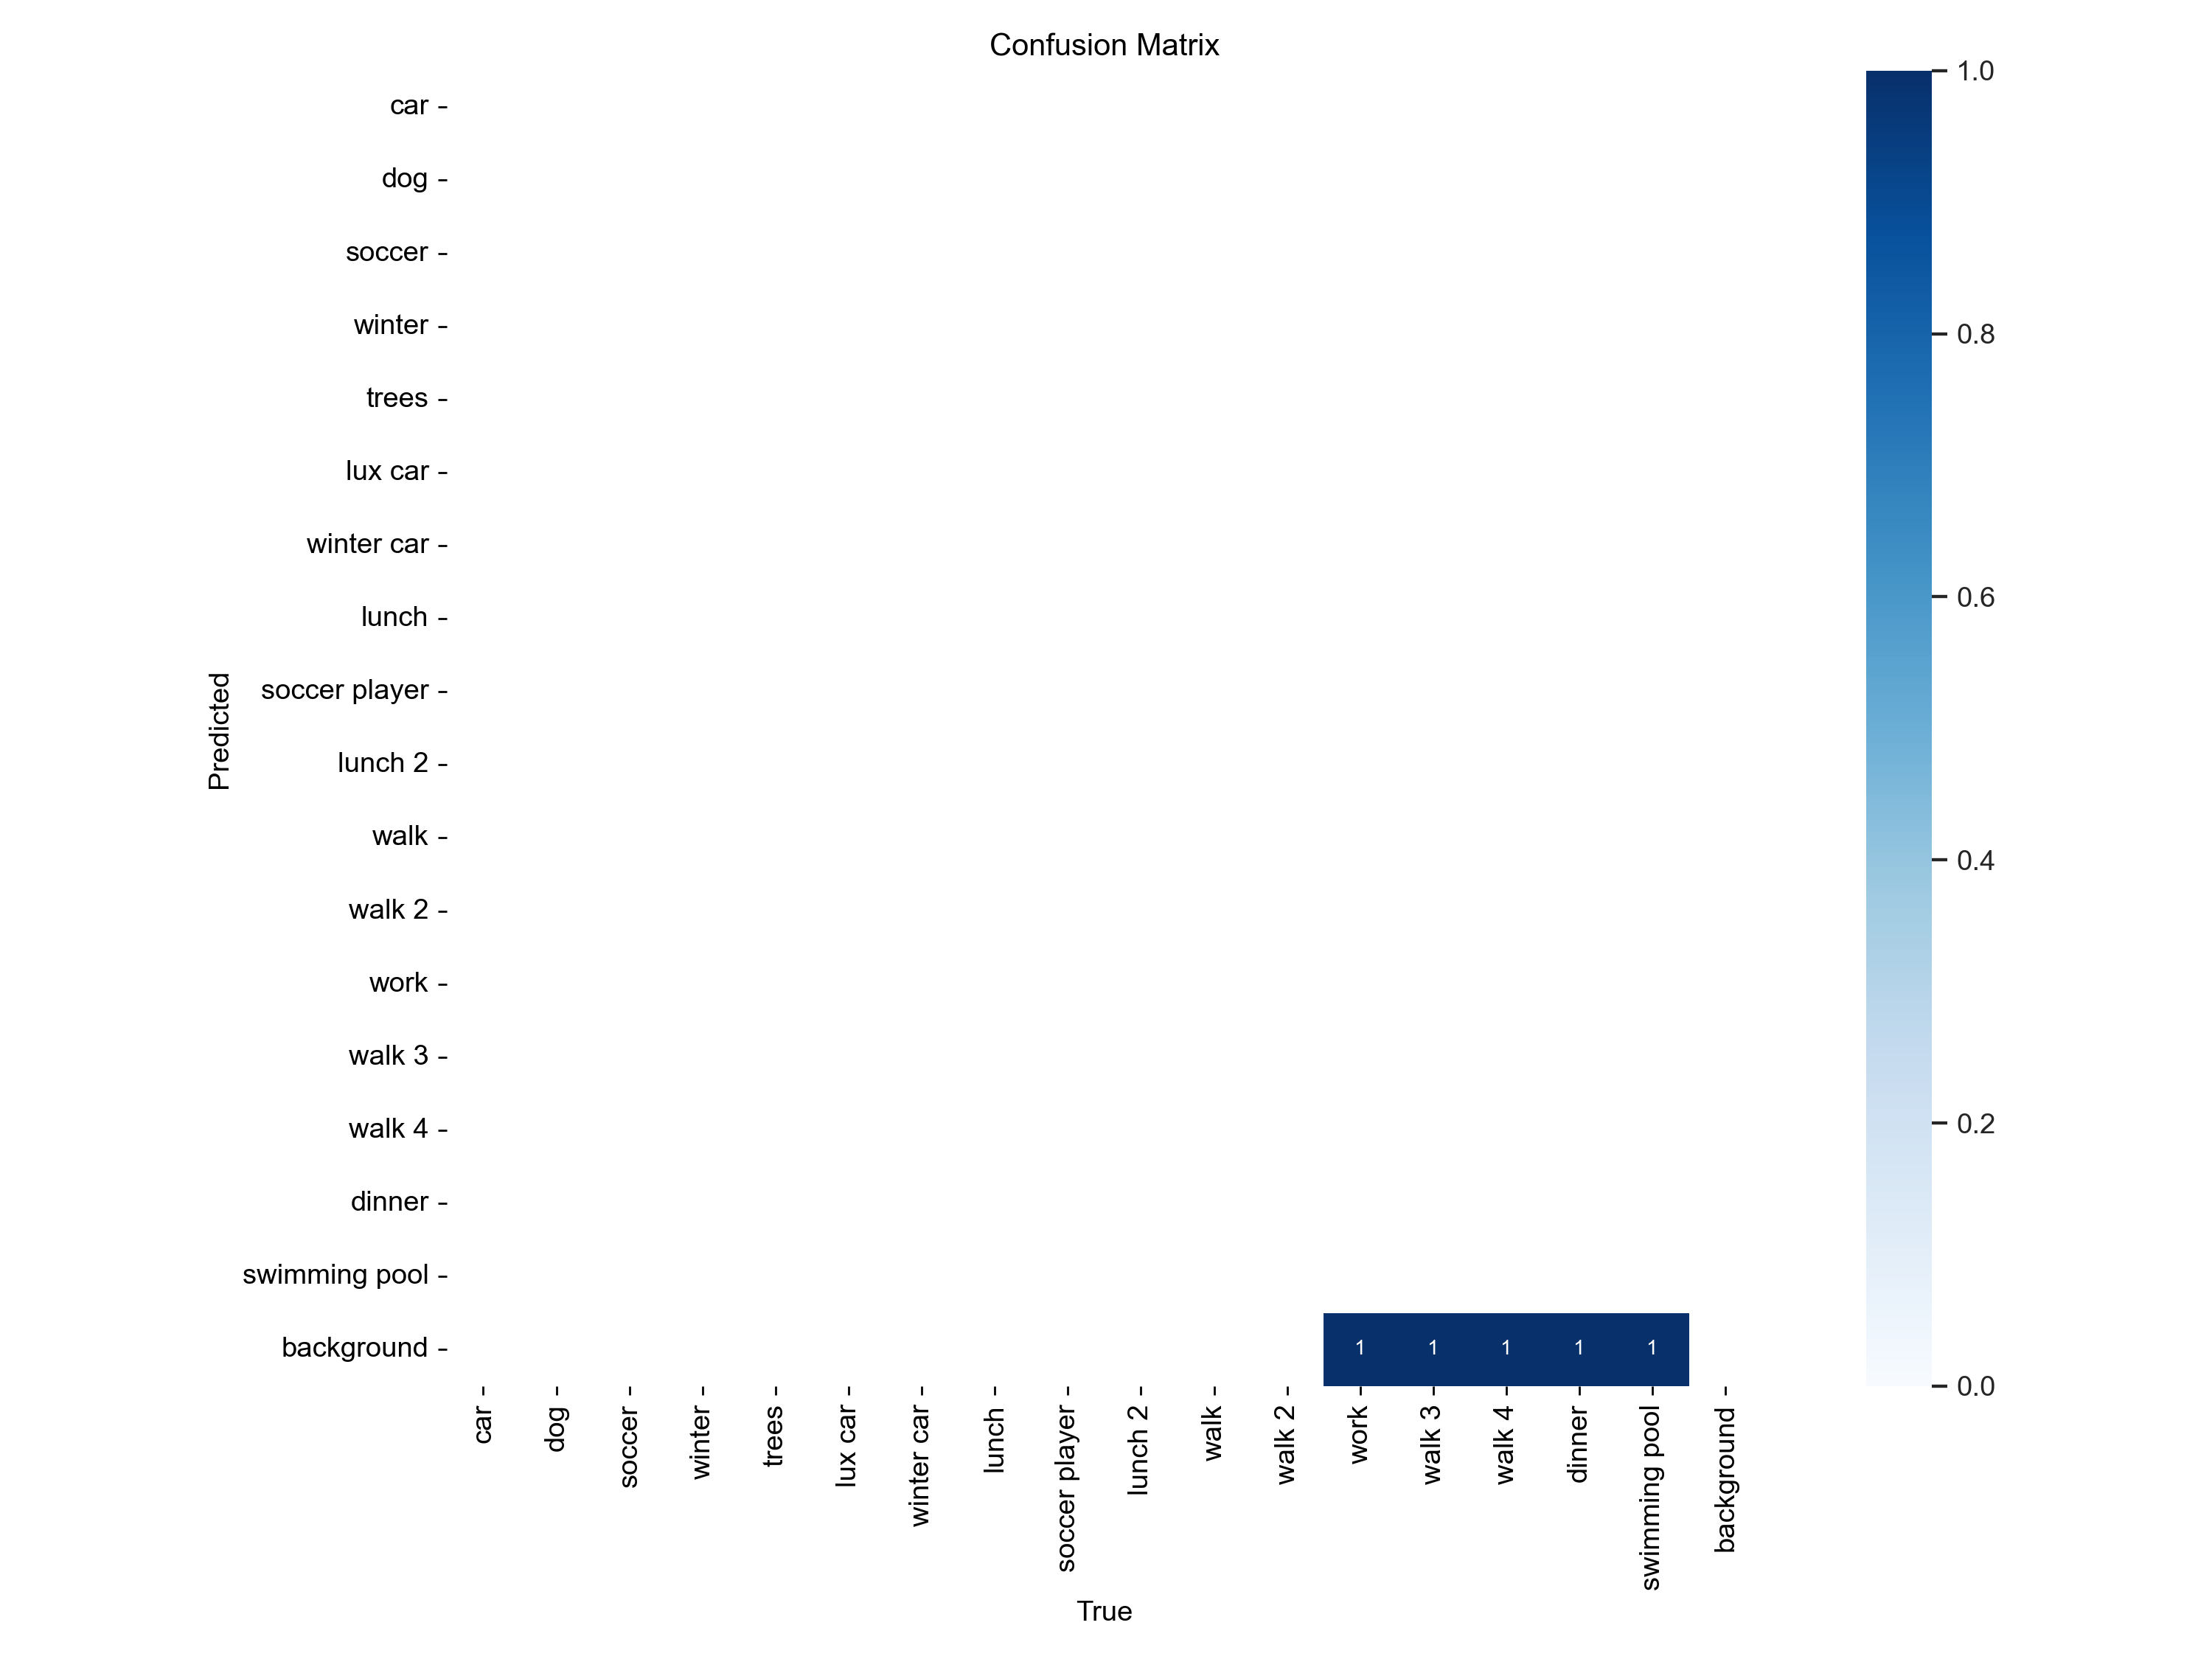 Confusion Matrix
car
dog
soccer
winter
trees
lux car
winter car
lunch
soccer player
lunch 2
walk
walk 2
work
walk 3
walk 4
dinner
swimming pool
background
Predicted
1 1 1 1 1
car dog soccer winter trees lux car winter car lunch soccer player lunch 2 walk walk 2 work walk 3 walk 4 dinner swimming pool background
True
1.0
0.8
0.6
0.4
0.2
0.0